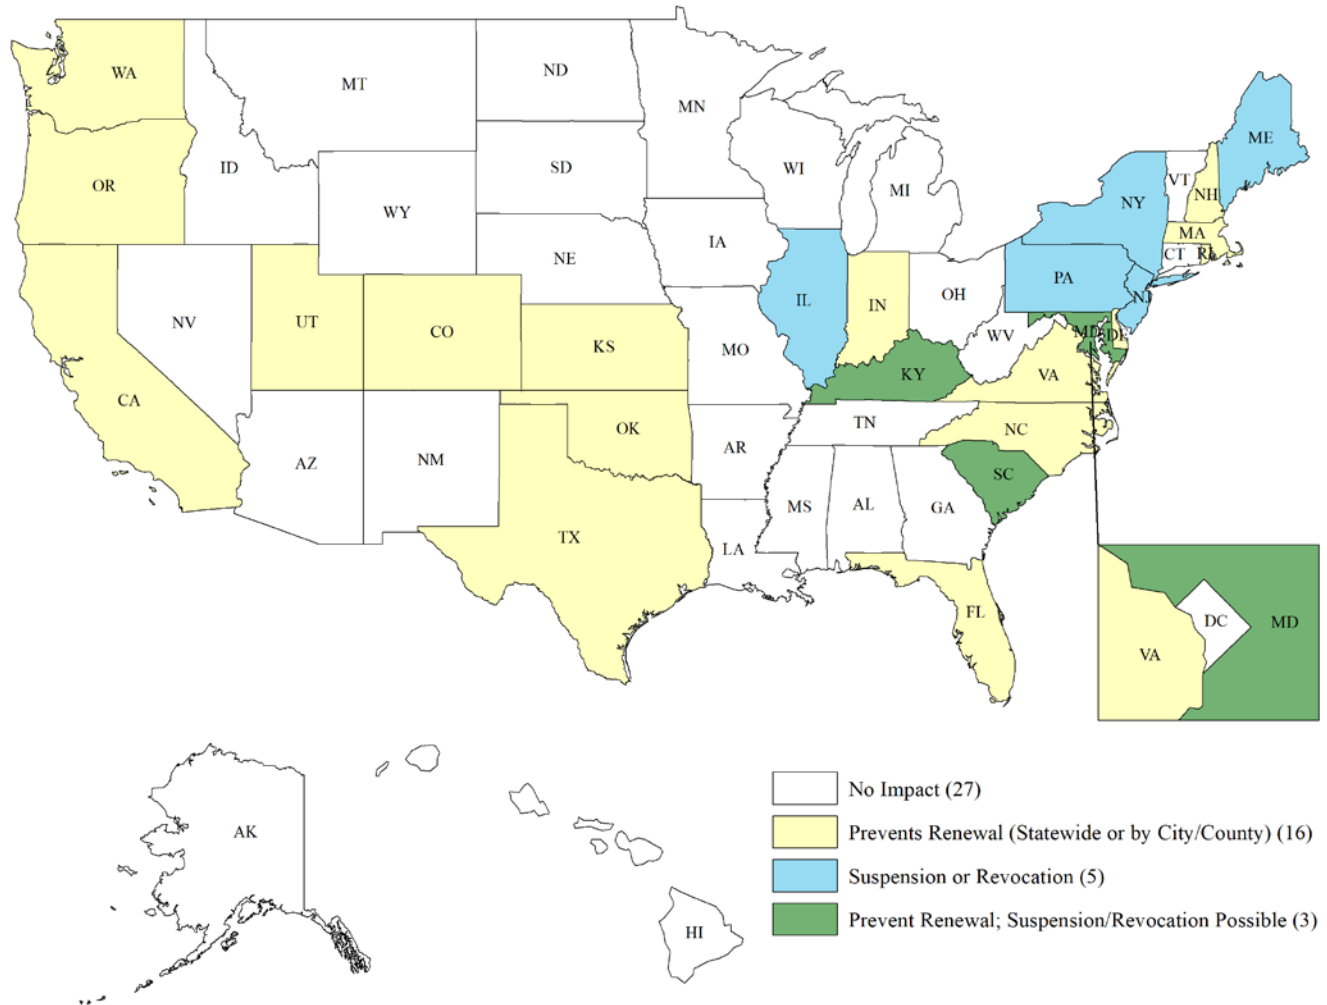 WA
MT
ND
MN
ME
OR
ID
SD
WI
MI
VT
NH
NY
WY
MA
IA
CT
RI
NE
PA
NJ
IL
IN
OH
NV
UT
CO
KS
MO
WV
MD
DE
KY
VA
CA
OK
TN
NC
AZ
NM
AR
SC
TX
MS
AL
GA
LA
FL
DC
MD
VA
AK
HI
No Impact (27)
Prevents Renewal (Statewide or by City/County) (16)
Suspension or Revocation (5)
Prevent Renewal; Suspension/Revocation Possible (3)